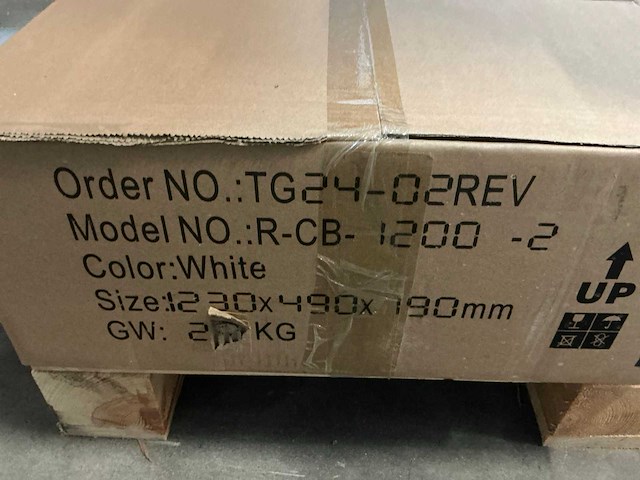 Order NO.:TG24-02REV
Model NO.:R-CB-1200 -2
Color:White
Size:1230x490x190mm
GW: KG
UP